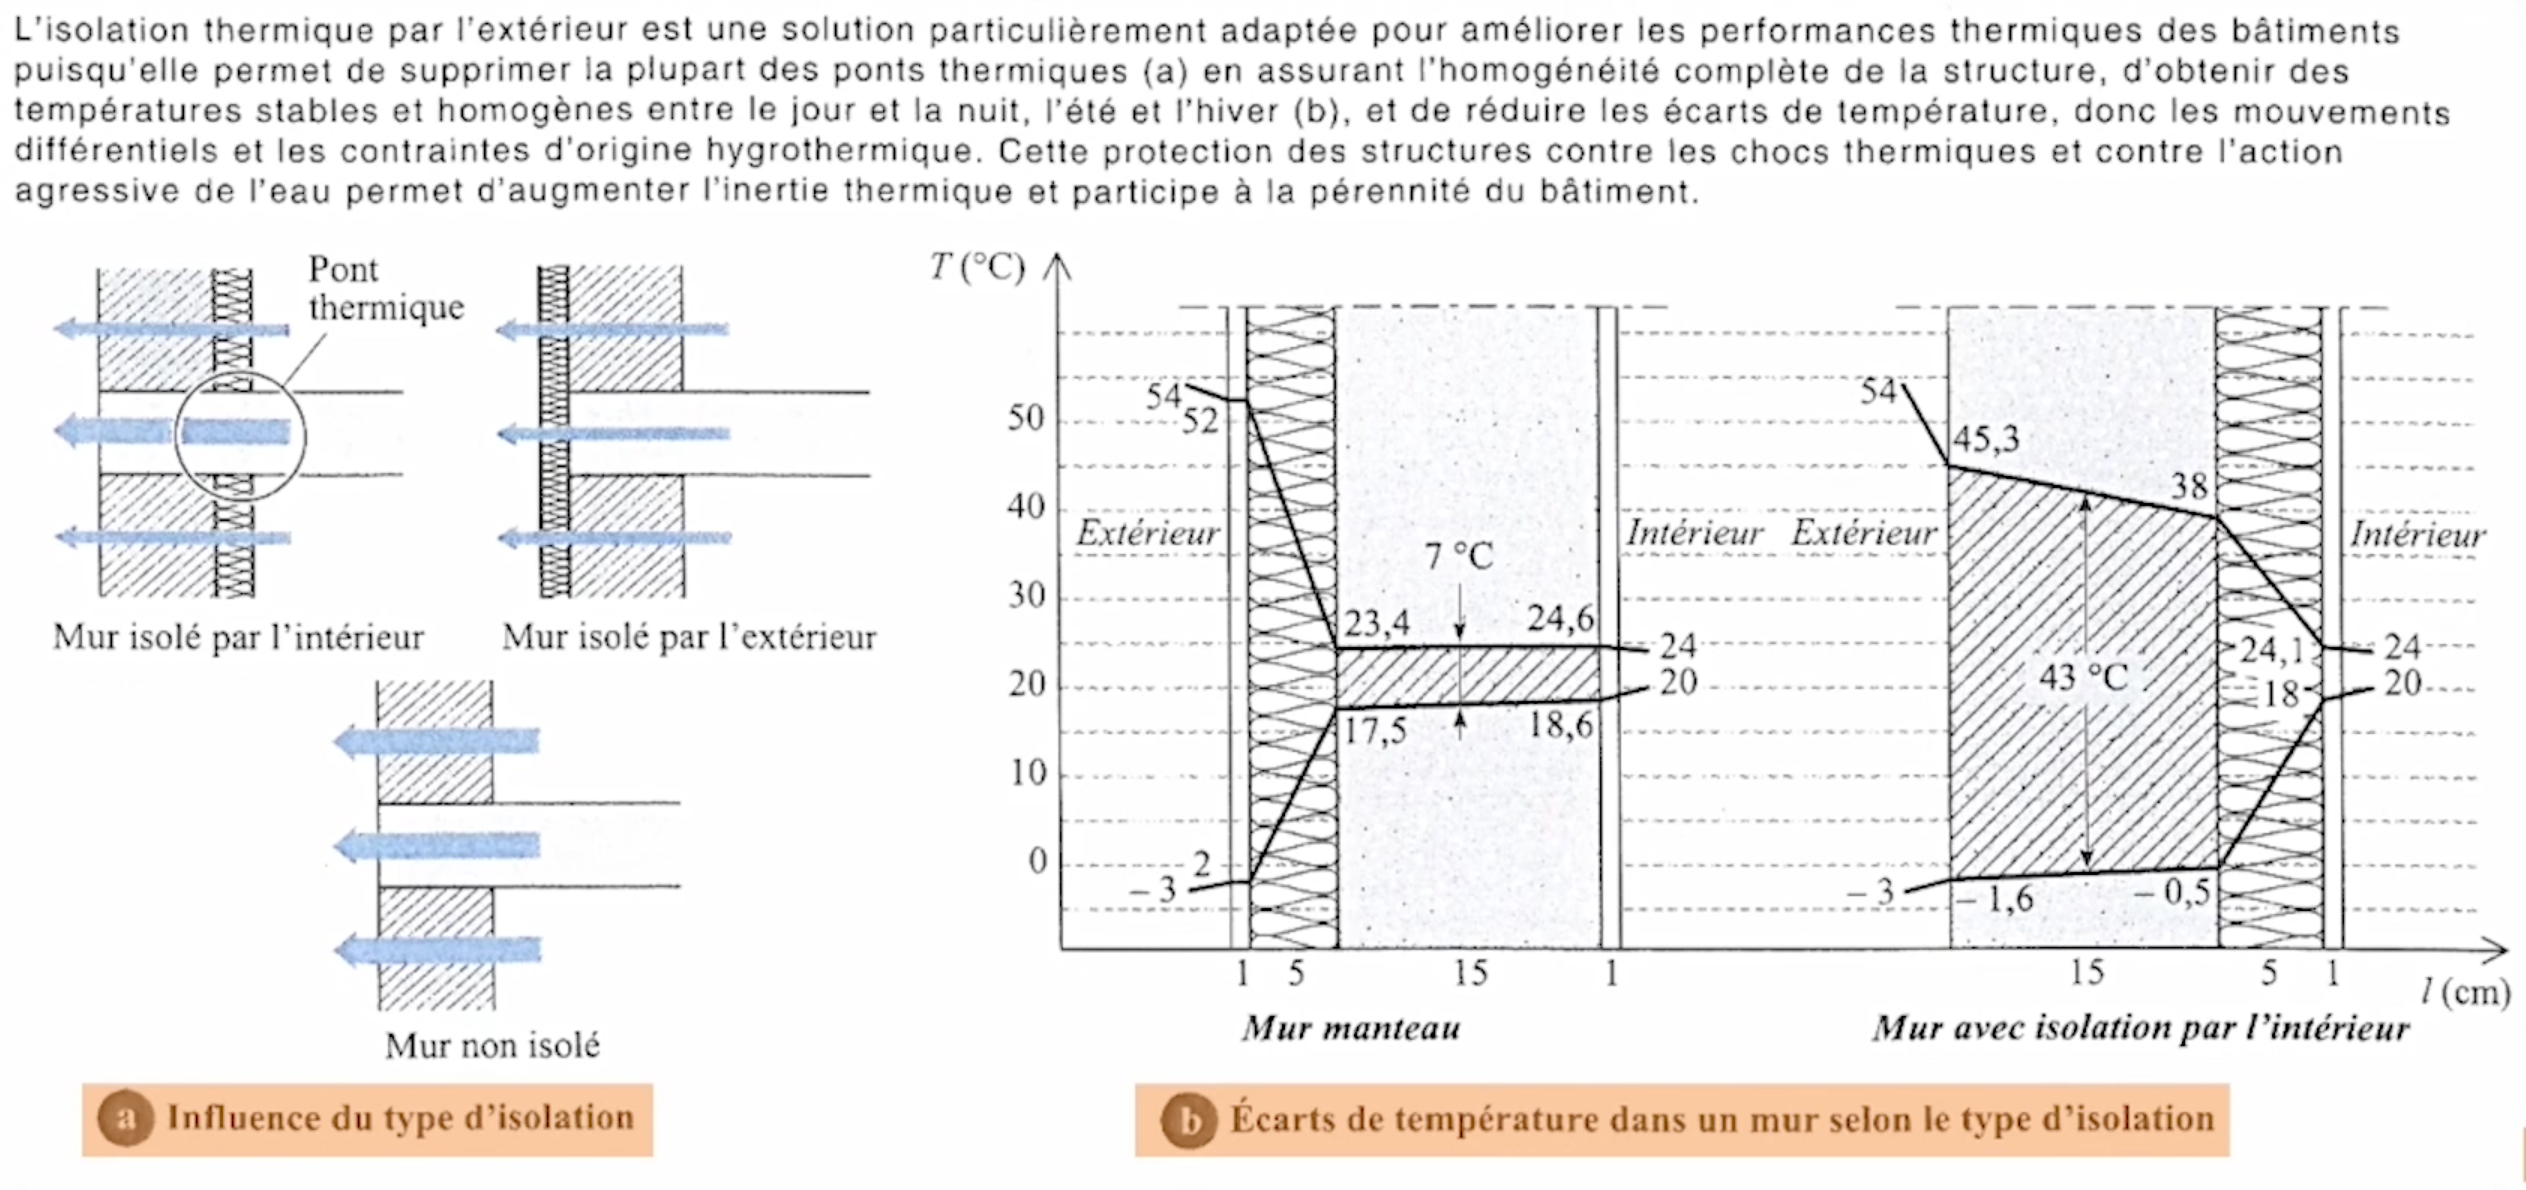 L'isolation thermique par l'extérieur est une solution particulièrement adaptée pour améliorer les performances thermiques des bâtiments
puisqu'elle permet de supprimer la plupart des ponts thermiques (a) en assurant l'homogénéité complète de la structure, d'obtenir des
températures stables et homogènes entre le jour et la nuit, l'été et l'hiver (b), et de réduire les écarts de température, donc les mouvements
différentiels et les contraintes d'origine hygrothermique. Cette protection des structures contre les chocs thermiques et contre l'action
agressive de l'eau permet d'augmenter l'inertie thermique et participe à la pérennité du bâtiment.
Pont
thermique
Mur isolé par l'intérieur
Mur isolé par l'extérieur
Mur non isolé
a Influence du type d'isolation
T (°C)
50
40
30
20
10
0
54
52
Extérieur
7 °C
23,4
24,6
24
20
17,5
18,6
2
– 3
Intérieur
1 5 15 1
Mur manteau
Extérieur
54
45,3
38
43 °C
24,1
18
24
20
– 3
– 1,6
– 0,5
Intérieur
15 5 1
l (cm)
Mur avec isolation par l'intérieur
b Écarts de température dans un mur selon le type d'isolation